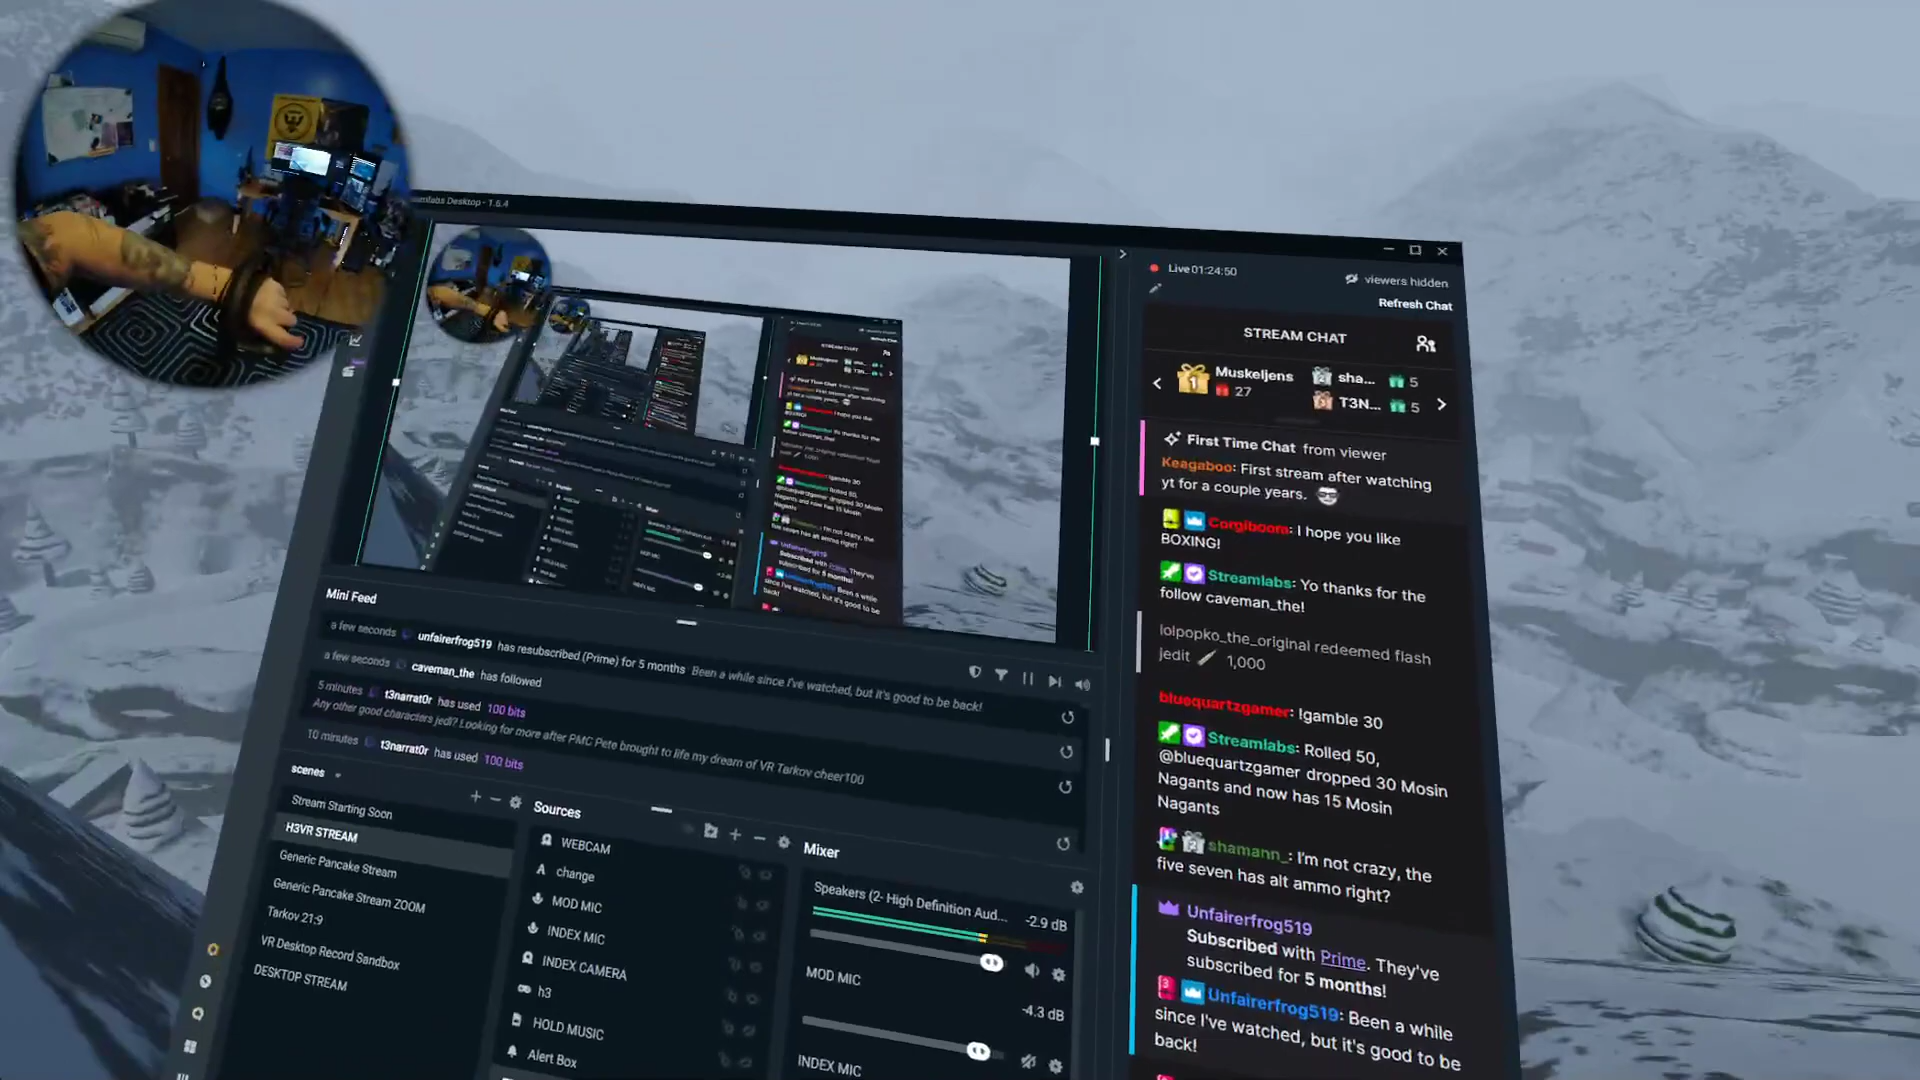 Desktop - 1.6.4
Live 01:24:50
viewers hidden
Refresh Chat
STREAM CHAT
1
Muskeljens
27
2
sha...
5
3
T3N...
5
First Time Chat from viewer
Keagaboo: First stream after watching
yt for a couple years.
Corgiboom: I hope you like
BOXING!
Streamlabs: Yo thanks for the
follow caveman_the!
lolpopko_the_original redeemed flash
jedit 1,000
bluequartzgamer: !gamble 30
Streamlabs: Rolled 50,
@bluequartzgamer dropped 30 Mosin
Nagants and now has 15 Mosin
Nagants
shamann_: I'm not crazy, the
five seven has alt ammo right?
Unfairerfrog519
Subscribed with Prime. They've
subscribed for 5 months!
Unfairerfrog519: Been a while
since I've watched, but it's good to be
back!
Mini Feed
a few seconds unfairerfrog519 has resubscribed (Prime) for 5 months Been a while since I've watched, but it's good to be back!
a few seconds caveman_the has followed
5 minutes t3narrat0r has used 100 bits
Any other good characters jedi? Looking for more after PMC Pete brought to life my dream of VR Tarkov cheer100
10 minutes t3narrat0r has used 100 bits
scenes
Stream Starting Soon
H3VR STREAM
Generic Pancake Stream
Generic Pancake Stream ZOOM
Tarkov 21:9
VR Desktop Record Sandbox
DESKTOP STREAM
Sources
WEBCAM
change
MOD MIC
INDEX MIC
INDEX CAMERA
h3
HOLD MUSIC
Alert Box
Mixer
Speakers (2- High Definition Aud... -2.9 dB
MOD MIC
-4.3 dB
INDEX MIC